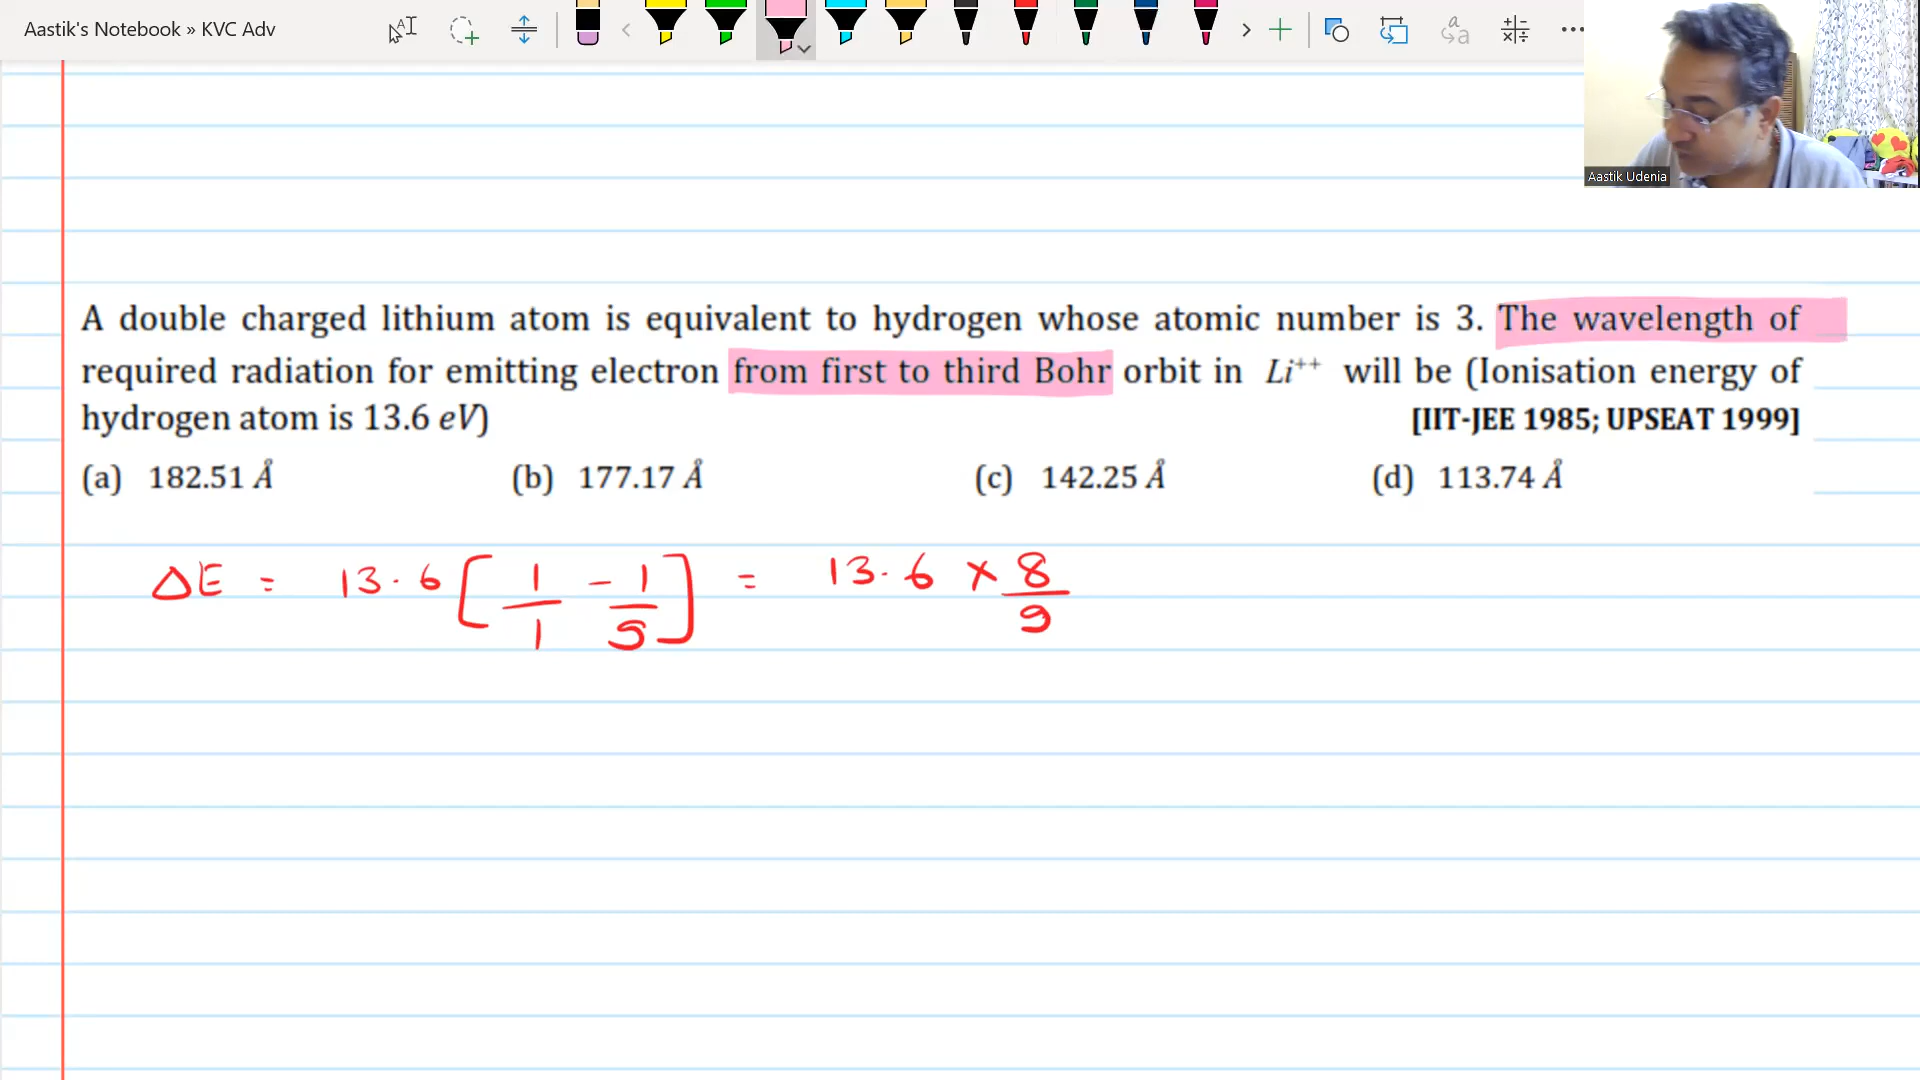 Aastik's Notebook » KVC Adv
Aastik Udenia
A double charged lithium atom is equivalent to hydrogen whose atomic number is 3. The wavelength of
required radiation for emitting electron from first to third Bohr orbit in Li⁺⁺ will be (Ionisation energy of
hydrogen atom is 13.6 eV) [IIT-JEE 1985; UPSEAT 1999]
(a) 182.51 Å (b) 177.17 Å (c) 142.25 Å (d) 113.74 Å
ΔE = 13.6 [1/1 - 1/9] = 13.6 × 8/9